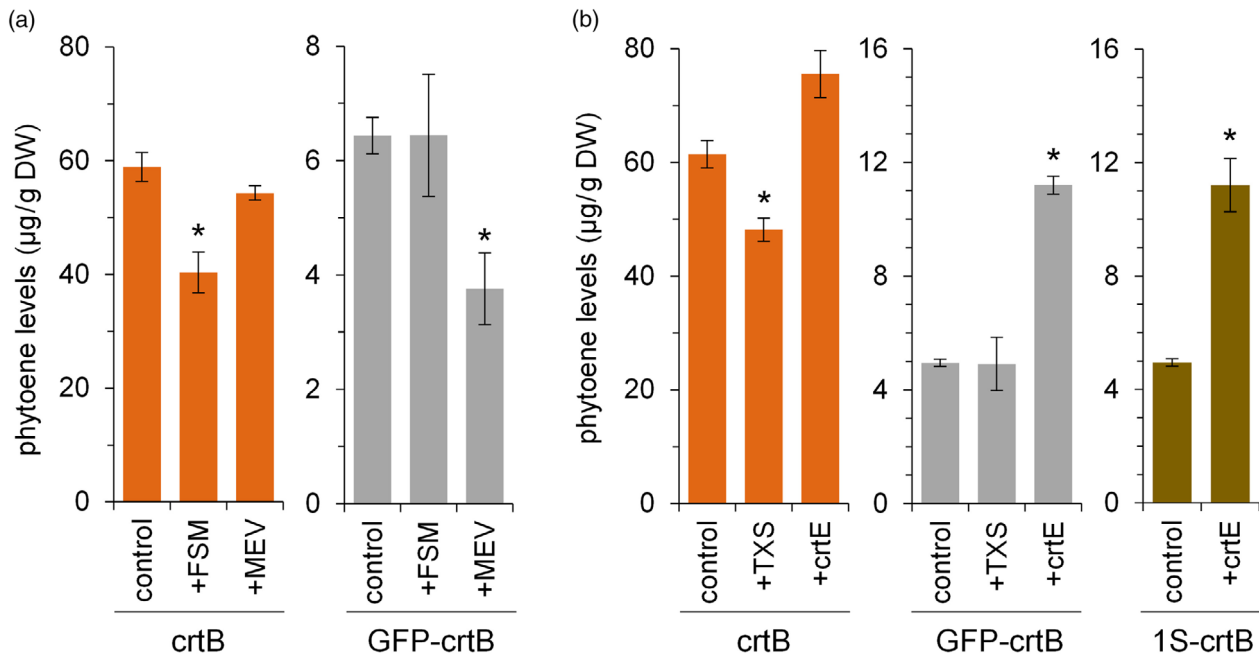 (a)
phytoene levels (µg/g DW)
80
60
40
20
0
*
control
+FSM
+MEV
crtB
8
6
4
2
0
*
control
+FSM
+MEV
GFP-crtB
(b)
phytoene levels (µg/g DW)
80
60
40
20
0
*
control
+TXS
+crtE
crtB
16
12
8
4
0
*
control
+TXS
+crtE
GFP-crtB
16
12
8
4
0
*
control
+crtE
1S-crtB